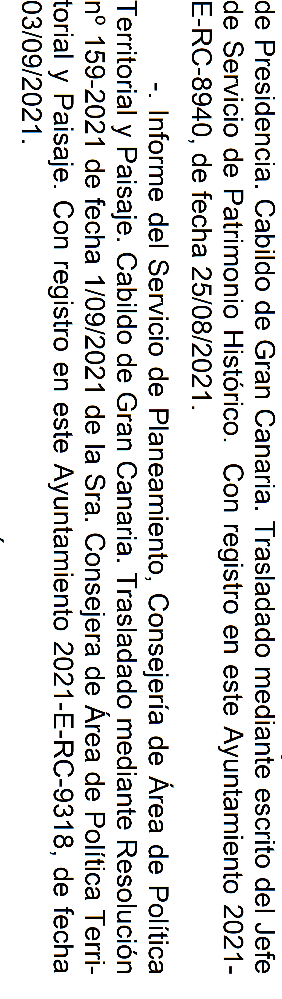 de Presidencia. Cabildo de Gran Canaria. Trasladado mediante escrito del Jefe
de Servicio de Patrimonio Histórico.  Con registro en este Ayuntamiento 2021-
E-RC-8940, de fecha 25/08/2021.
-. Informe del Servicio de Planeamiento, Consejería de Área de Política
Territorial y Paisaje. Cabildo de Gran Canaria. Trasladado mediante Resolución
nº 159-2021 de fecha 1/09/2021 de la Sra. Consejera de Área de Política Terri-
torial y Paisaje. Con registro en este Ayuntamiento 2021-E-RC-9318, de fecha
03/09/2021.